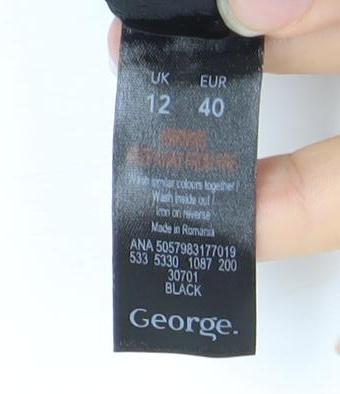 UK EUR
12 40
Wash similar colours together /
Wash inside out /
Iron on reverse
Made in Romania
ANA 5057983177019
533 5330 1087 200
30701
BLACK
George.